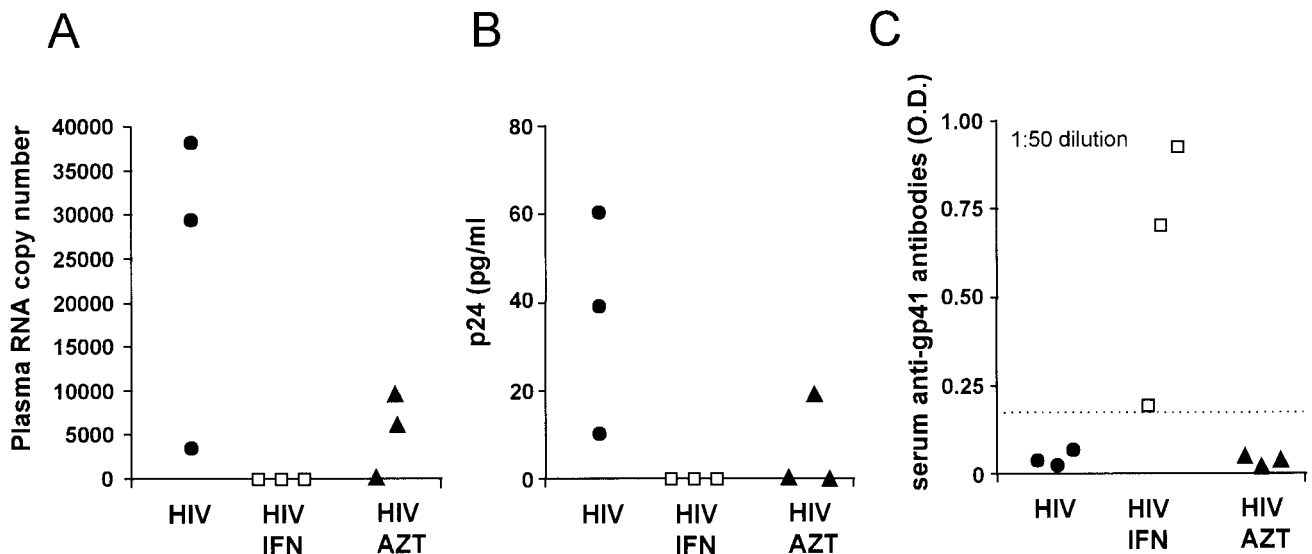 A
Plasma RNA copy number
40000
35000
30000
25000
20000
15000
10000
5000
0
HIV
HIV
IFN
HIV
AZT
B
p24 (pg/ml)
80
60
40
20
0
HIV
HIV
IFN
HIV
AZT
C
serum anti-gp41 antibodies (O.D.)
1:50 dilution
1.00
0.75
0.50
0.25
0
HIV
HIV
IFN
HIV
AZT